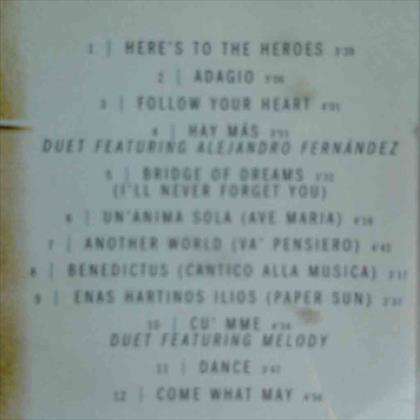 1 | HERE'S TO THE HEROES
2 | ADAGIO
3 | FOLLOW YOUR HEART
4 | HAY MÁS
DUET FEATURING ALEJANDRO FERNÁNDEZ
5 | BRIDGE OF DREAMS
(I'LL NEVER FORGET YOU)
6 | UN'ANIMA SOLA (AVE MARIA)
7 | ANOTHER WORLD (VA' PENSIERO)
8 | BENEDICTUS (CANTICO ALLA MUSICA)
9 | ENAS HARTINOS ILIOS (PAPER SUN)
10 | CU' MME
DUET FEATURING MELODY
11 | DANCE
12 | COME WHAT MAY